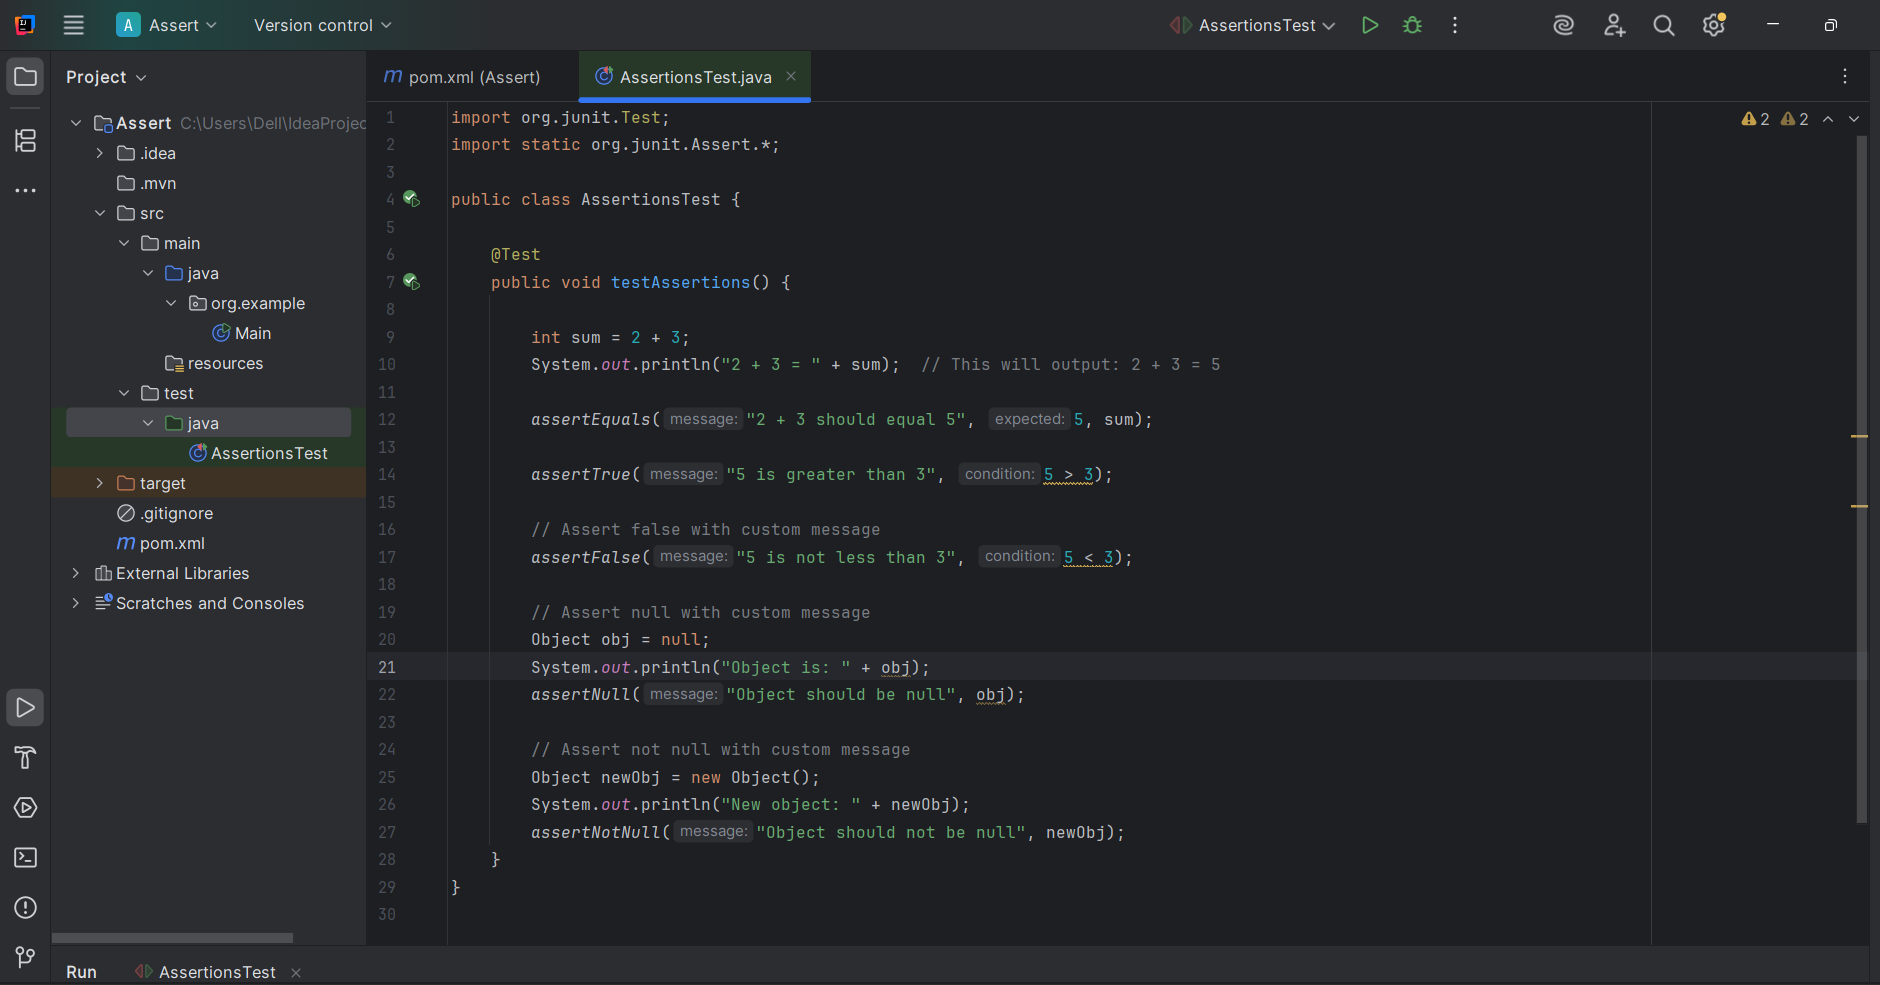 A Assert Version control AssertionsTest
Project
Assert C:\Users\Dell\IdeaProjec
.idea
.mvn
src
main
java
org.example
Main
resources
test
java
AssertionsTest
target
.gitignore
pom.xml
External Libraries
Scratches and Consoles
m pom.xml (Assert) AssertionsTest.java
2 2
1 import org.junit.Test;
2 import static org.junit.Assert.*;
3
4 public class AssertionsTest {
5
6     @Test
7     public void testAssertions() {
8
9         int sum = 2 + 3;
10         System.out.println("2 + 3 = " + sum);  // This will output: 2 + 3 = 5
11
12         assertEquals( message: "2 + 3 should equal 5", expected: 5, sum);
13
14         assertTrue( message: "5 is greater than 3", condition: 5 > 3);
15
16         // Assert false with custom message
17         assertFalse( message: "5 is not less than 3", condition: 5 < 3);
18
19         // Assert null with custom message
20         Object obj = null;
21         System.out.println("Object is: " + obj);
22         assertNull( message: "Object should be null", obj);
23
24         // Assert not null with custom message
25         Object newObj = new Object();
26         System.out.println("New object: " + newObj);
27         assertNotNull( message: "Object should not be null", newObj);
28     }
29 }
30
Run AssertionsTest